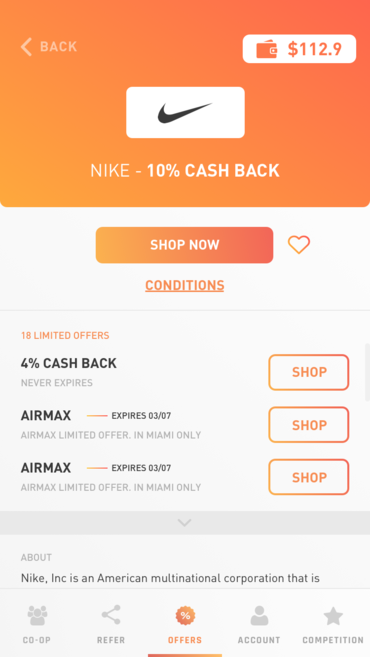 BACK
$112.9
NIKE - 10% CASH BACK
SHOP NOW
CONDITIONS
18 LIMITED OFFERS
4% CASH BACK
NEVER EXPIRES
SHOP
AIRMAX EXPIRES 03/07
AIRMAX LIMITED OFFER. IN MIAMI ONLY
SHOP
AIRMAX EXPIRES 03/07
AIRMAX LIMITED OFFER. IN MIAMI ONLY
SHOP
ABOUT
Nike, Inc is an American multinational corporation that is
CO-OP REFER OFFERS ACCOUNT COMPETITION